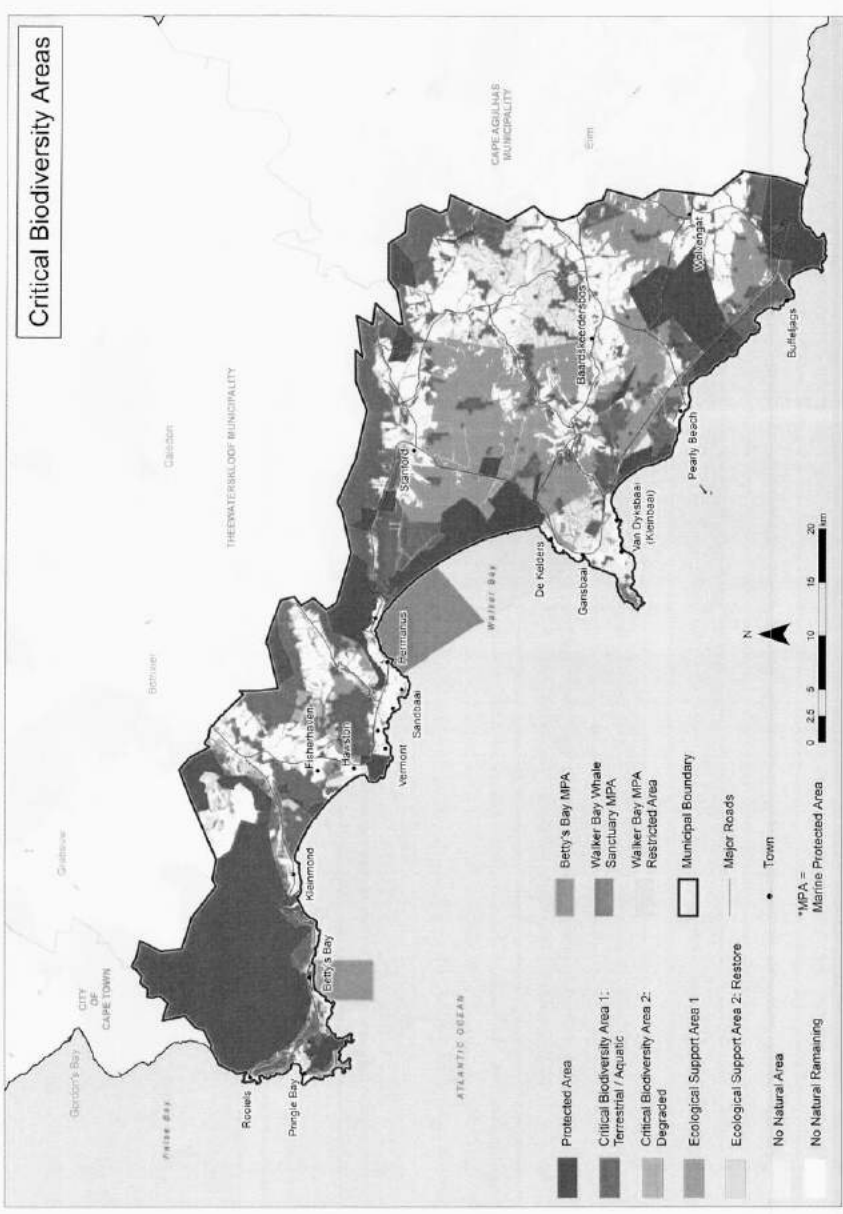 Critical Biodiversity Areas
CITY
OF
CAPE TOWN
Gordon's Bay
Grabouw
Botrivier
Caledon
THEEWATERSKLOOF MUNICIPALITY
CAPE AGULHAS
MUNICIPALITY
Elim
False Bay
Rooiels
Pringle Bay
Betty's Bay
Kleinmond
Fisherhaven
Hawston
Vermont
Sandbaai
Hermanus
Stanford
Walker Bay
De Kelders
Gansbaai
Van Dyksbaai
(Kleinbaai)
Baardskeerdersbos
Pearly Beach
Wolvengat
Buffeljags
ATLANTIC OCEAN
Protected Area
Critical Biodiversity Area 1:
Terrestrial / Aquatic
Critical Biodiversity Area 2:
Degraded
Ecological Support Area 1
Ecological Support Area 2: Restore
No Natural Area
No Natural Ramaining
Betty's Bay MPA
Walker Bay Whale
Sanctuary MPA
Walker Bay MPA
Restricted Area
Municipal Boundary
Major Roads
Town
*MPA =
Marine Protected Area
N
0 2.5 5 10 15 20
km